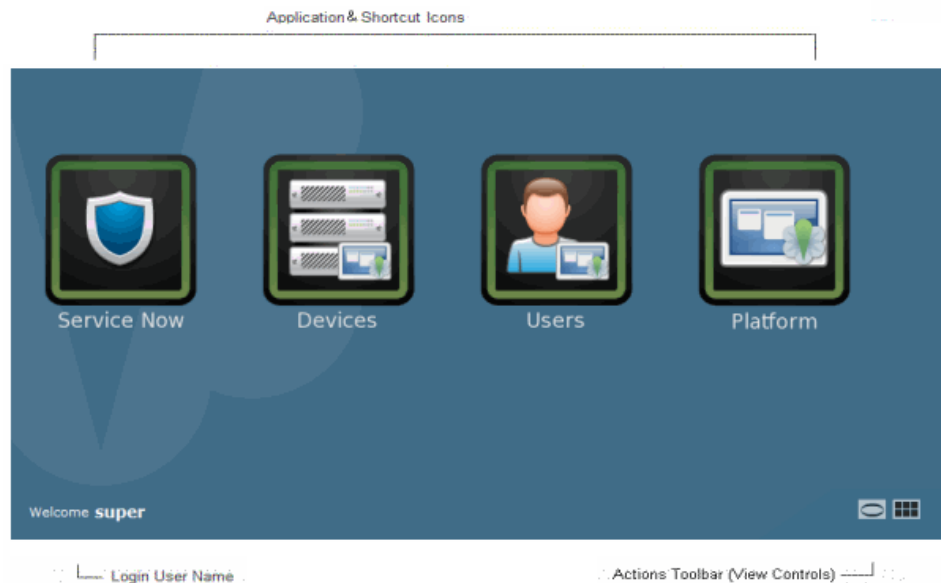 Application & Shortcut Icons
Service Now
Devices
Users
Platform
Welcome super
Login User Name
Actions Toolbar (View Controls)